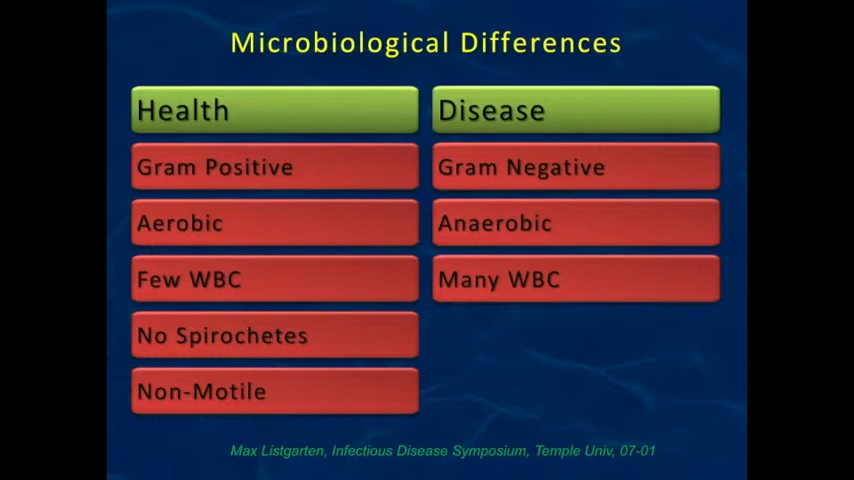 Microbiological Differences
Health
Disease
Gram Positive
Gram Negative
Aerobic
Anaerobic
Few WBC
Many WBC
No Spirochetes
Non-Motile
Max Listgarten, Infectious Disease Symposium, Temple Univ, 07-01